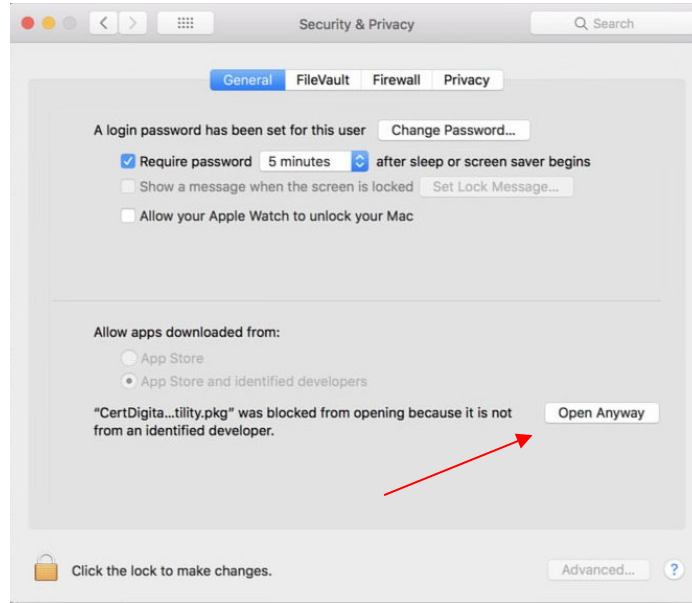 Security & Privacy
Search
General FileVault Firewall Privacy
A login password has been set for this user Change Password...
Require password 5 minutes after sleep or screen saver begins
Show a message when the screen is locked Set Lock Message...
Allow your Apple Watch to unlock your Mac
Allow apps downloaded from:
App Store
App Store and identified developers
“CertDigita...tility.pkg” was blocked from opening because it is not Open Anyway
from an identified developer.
Click the lock to make changes. Advanced... ?